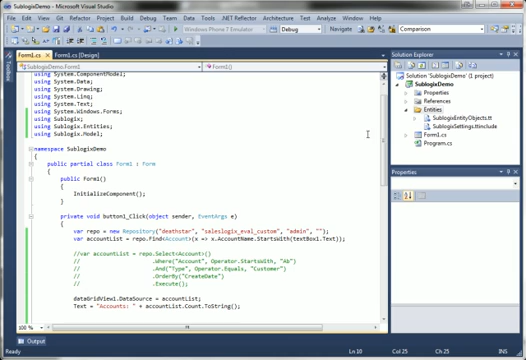 SublogixDemo - Microsoft Visual Studio
File Edit View Refactor Project Build Debug Team Data Tools .NET Reflector Architecture Test Analyze Window Help
Windows Phone 7 Emulator Debug Navigate Comparison
Form1.cs Form1.cs [Design]
SublogixDemo.Form1 Form1()
using System.ComponentModel;
using System.Data;
using System.Drawing;
using System.Linq;
using System.Text;
using System.Windows.Forms;
using Sublogix;
using Sublogix.Entities;
using Sublogix.Model;
namespace SublogixDemo
{
public partial class Form1 : Form
{
public Form1()
{
InitializeComponent();
}
private void button1_Click(object sender, EventArgs e)
{
var repo = new Repository("deathstar", "saleslogix_eval_custom", "admin", "");
var accountList = repo.Find<Account>(x => x.AccountName.StartsWith(textBox1.Text));
//var accountList = repo.Select<Account>()
// .Where("Account", Operator.StartsWith, "Ab")
// .And("Type", Operator.Equals, "Customer")
// .OrderBy("CreateDate")
// .Execute();
dataGridView1.DataSource = accountList;
Text = "Accounts: " + accountList.Count.ToString();
100 %
Output
Ready Ln 10 Col 25 Ch 25 INS
Toolbox
Solution Explorer
Solution 'SublogixDemo' (1 project)
SublogixDemo
Properties
References
Entities
SublogixEntityObjects.tt
SublogixSettings.ttinclude
Form1.cs
Program.cs
Properties